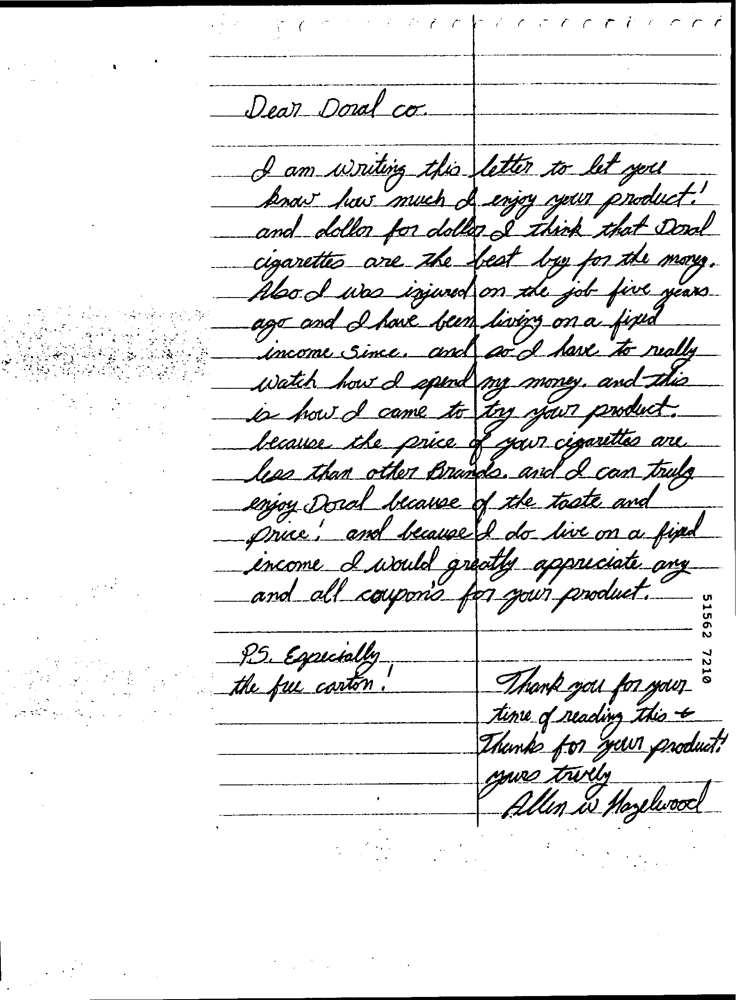 Dear Doral co.
I am writing this letter to let you
know how much I enjoy your product!
and dollar for dollar I think that Doral
cigarettes are the best buy for the money.
Also I was injured on the job five years
ago and I have been living on a fixed
income since. and so I have to really
watch how I spend my money. and this
is how I came to try your product.
because the price of your cigarettes are
less than other Brands. and I can truly
enjoy Doral because of the taste and
price! and because I do live on a fixed
income I would greatly appreciate any
and all coupon's for your product.
P.S. Especially
the free carton!
Thank you for your
time of reading this +
Thanks for your product!
yours truely
Allen W Hazelwood
51562 7210